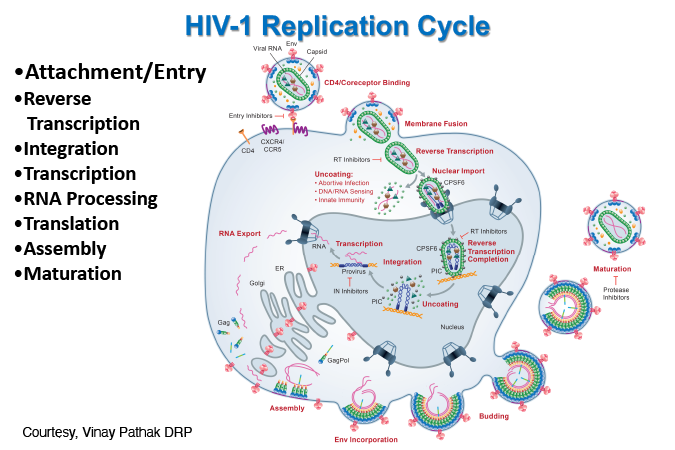 HIV-1 Replication Cycle
•Attachment/Entry
•Reverse
Transcription
•Integration
•Transcription
•RNA Processing
•Translation
•Assembly
•Maturation
Courtesy, Vinay Pathak DRP
Env
Viral RNA
Capsid
CD4/Coreceptor Binding
Entry Inhibitors
CD4
CXCR4/
CCR5
Membrane Fusion
Reverse Transcription
RT Inhibitors
Nuclear Import
CPSF6
Uncoating:
• Abortive Infection
• DNA/RNA Sensing
• Innate Immunity
RNA Export
RNA
Transcription
Provirus
IN Inhibitors
Integration
CPSF6
RT Inhibitors
Reverse
Transcription
Completion
PIC
PIC
Uncoating
Nucleus
ER
Golgi
Gag
GagPol
Assembly
Env Incorporation
Budding
Maturation
Protease
Inhibitors